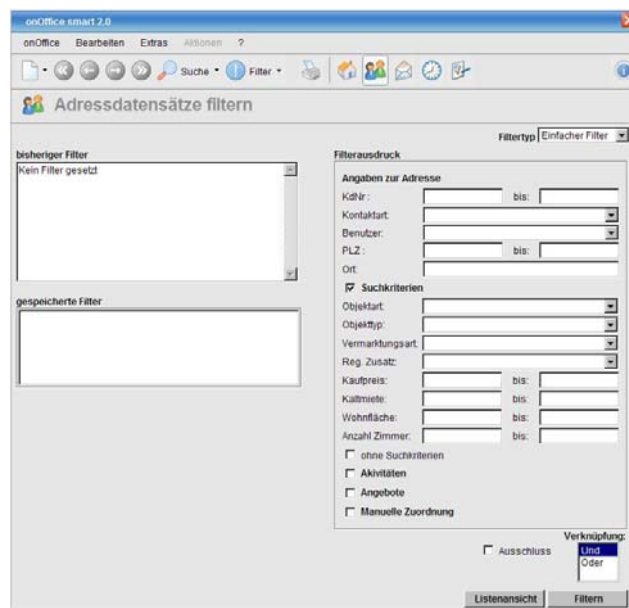 onOffice smart 2.0
onOffice Bearbeiten Extras Aktionen ?
Suche Filter
Adressdatensätze filtern
Filtertyp Einfacher Filter
bisheriger Filter
Kein Filter gesetzt
gespeicherte Filter
Filterausdruck
Angaben zur Adresse
KdNr: bis:
Kontaktart:
Benutzer:
PLZ: bis:
Ort:
Suchkriterien
Objektart:
Objekttyp:
Vermarktungsart:
Reg. Zusatz:
Kaufpreis: bis:
Kaltmiete: bis:
Wohnfläche: bis:
Anzahl Zimmer: bis:
ohne Suchkriterien
Akivitäten
Angebote
Manuelle Zuordnung
Verknüpfung:
Ausschluss Und
Oder
Listenansicht Filtern